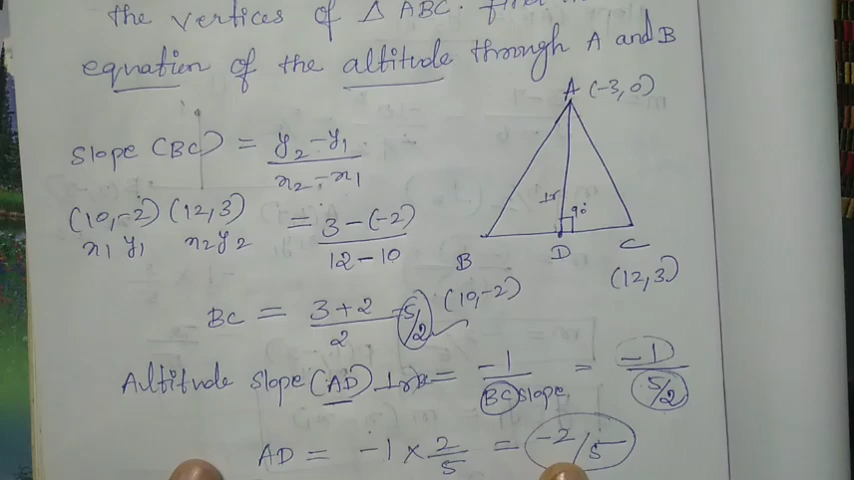 the vertices of Δ ABC.
equation of the altitude through A and B
A (-3, 0)
Slope (BC) = y₂-y₁ / x₂-x₁
(10,-2) (12,3) = 3-(-2) / 12-10
x₁ y₁ x₂ y₂
90°
B D C
(10,-2) (12,3)
BC = 3+2 / 2 = 5/2
Altitude Slope (AD) = -1 / BC slope = -1 / 5/2
AD = -1 × 2/5 = -2/5